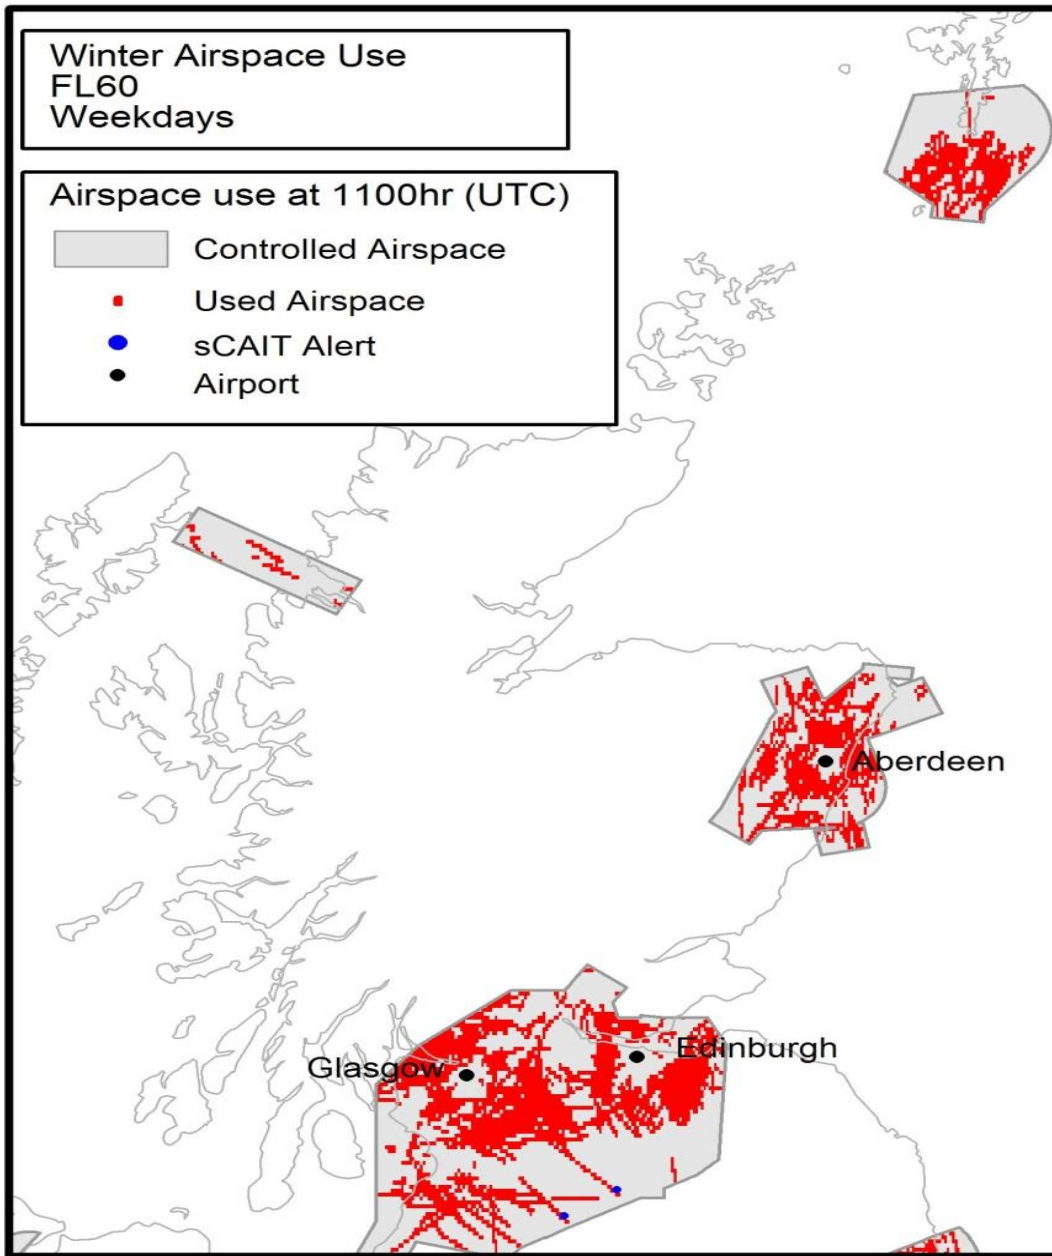 Winter Airspace Use
FL60
Weekdays
Airspace use at 1100hr (UTC)
Controlled Airspace
Used Airspace
sCAIT Alert
Airport
Aberdeen
Edinburgh
Glasgow